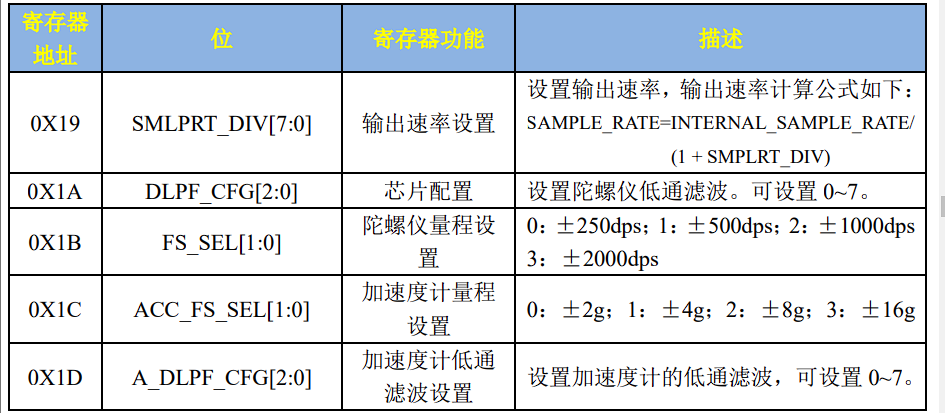 寄存器
地址
位
寄存器功能
描述
0X19
SMLPRT_DIV[7:0]
输出速率设置
设置输出速率，输出速率计算公式如下：
SAMPLE_RATE=INTERNAL_SAMPLE_RATE/
(1 + SMPLRT_DIV)
0X1A
DLPF_CFG[2:0]
芯片配置
设置陀螺仪低通滤波。可设置 0~7。
0X1B
FS_SEL[1:0]
陀螺仪量程设
置
0：±250dps；1：±500dps；2：±1000dps
3：±2000dps
0X1C
ACC_FS_SEL[1:0]
加速度计量程
设置
0：±2g；1：±4g；2：±8g；3：±16g
0X1D
A_DLPF_CFG[2:0]
加速度计低通
滤波设置
设置加速度计的低通滤波，可设置 0~7。